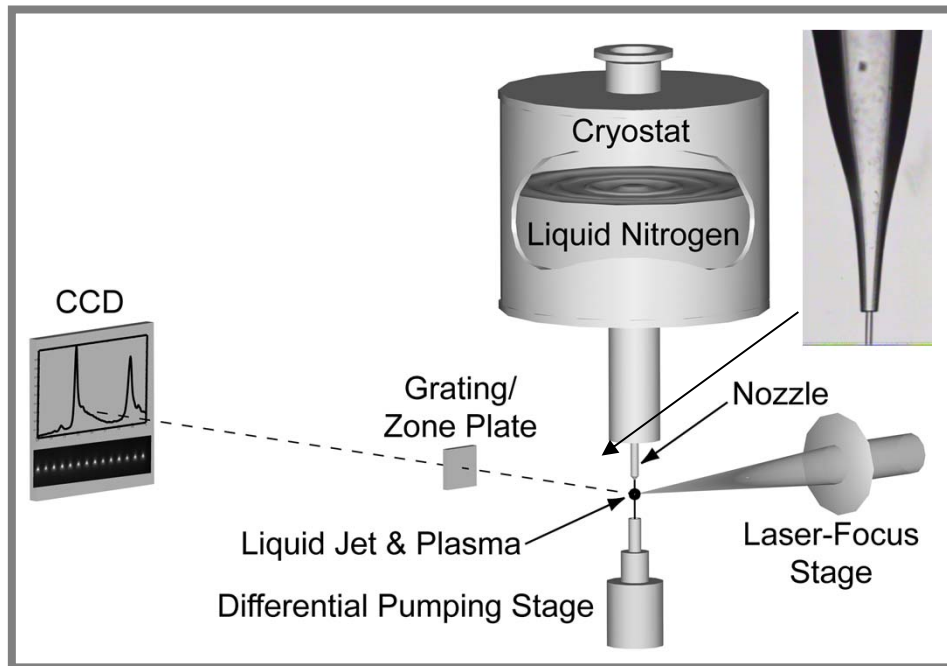 Cryostat
Liquid Nitrogen
CCD
Grating/
Zone Plate
Nozzle
Liquid Jet & Plasma
Laser-Focus
Stage
Differential Pumping Stage